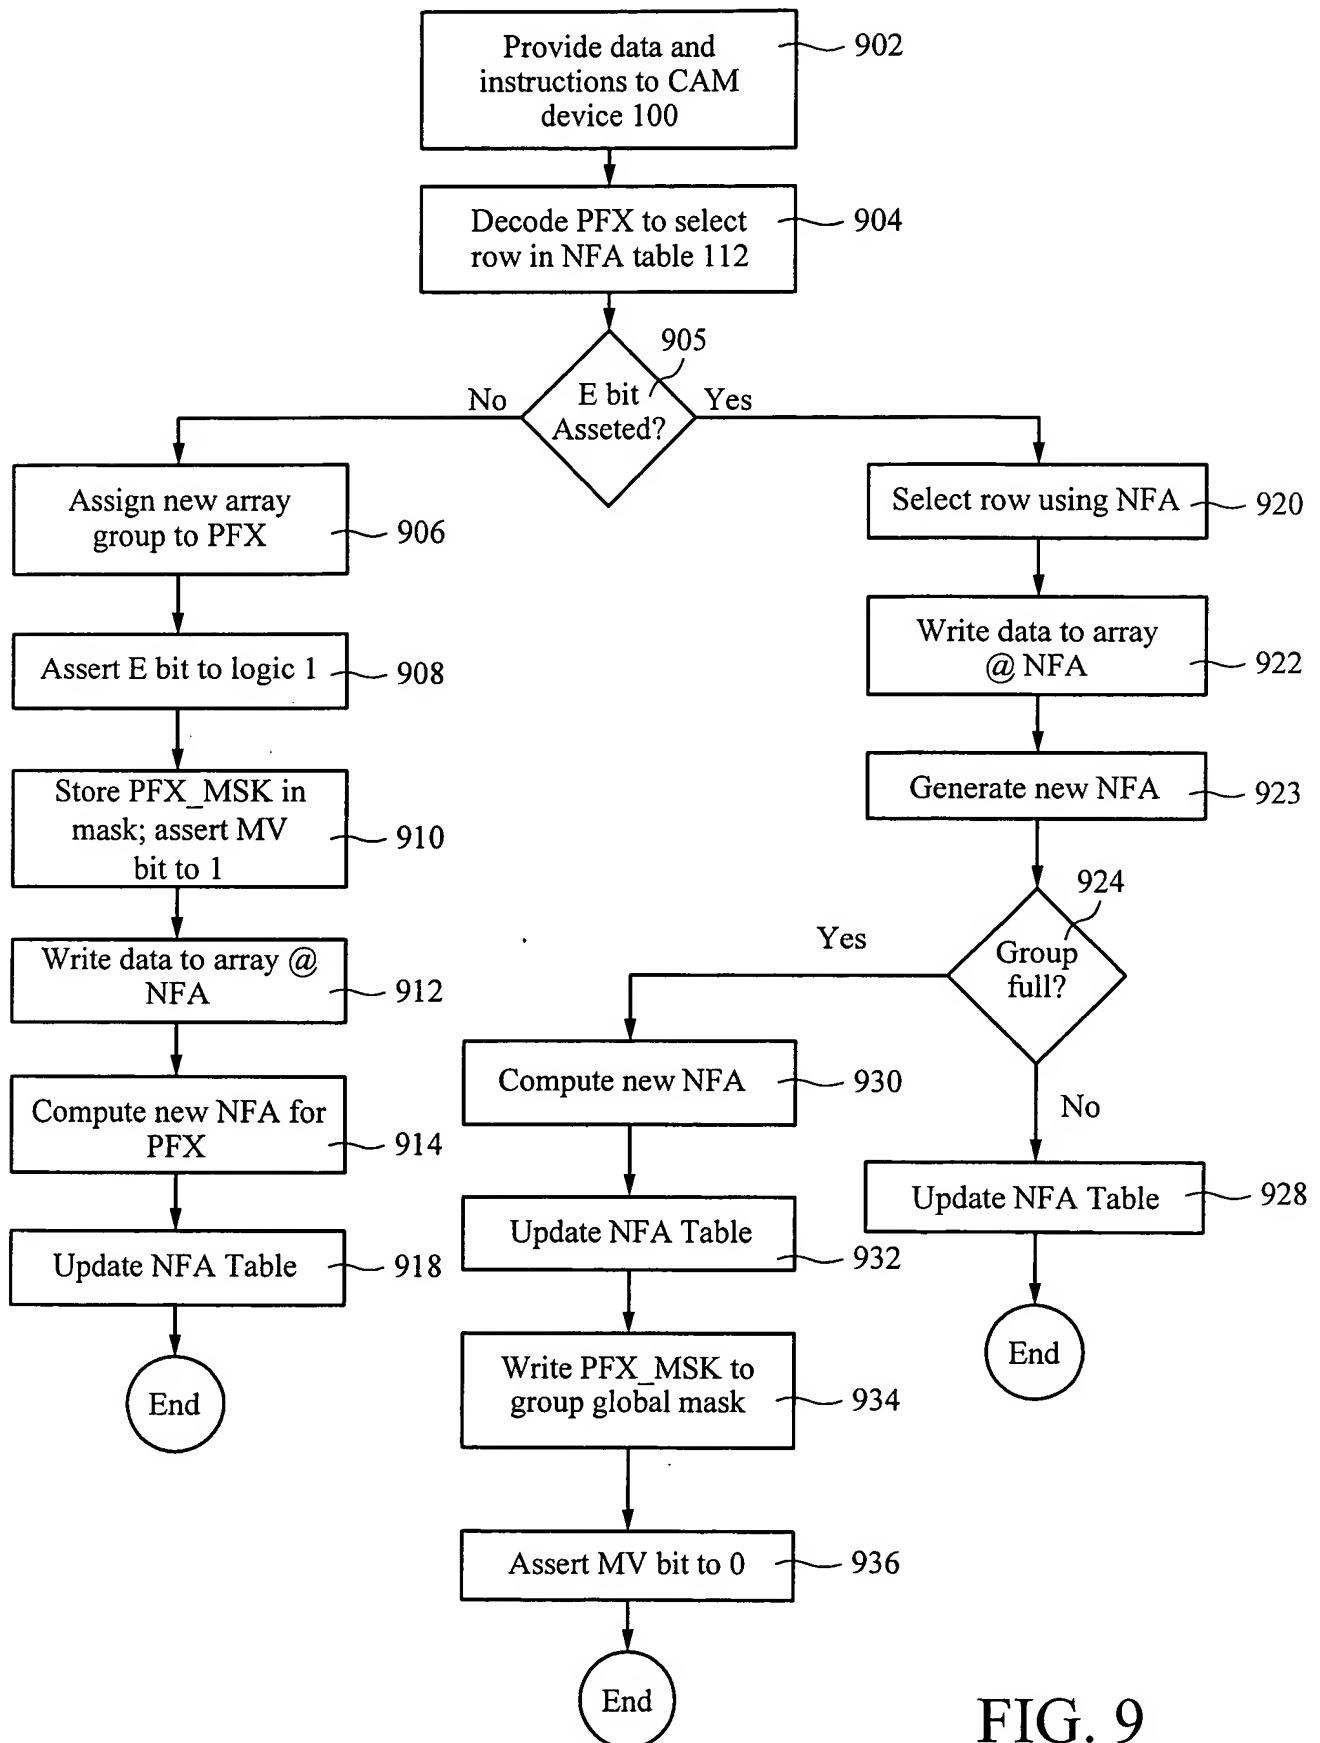 Provide data and
instructions to CAM
device 100
902
Decode PFX to select
row in NFA table 112
904
905
E bit
Asseted?
No
Yes
Assign new array
group to PFX
906
Assert E bit to logic 1
908
Store PFX_MSK in
mask; assert MV
bit to 1
910
Write data to array @
NFA
912
Compute new NFA for
PFX
914
Update NFA Table
918
End
Select row using NFA
920
Write data to array
@ NFA
922
Generate new NFA
923
924
Group
full?
Yes
No
Compute new NFA
930
Update NFA Table
932
Write PFX_MSK to
group global mask
934
Assert MV bit to 0
936
End
Update NFA Table
928
End
FIG. 9